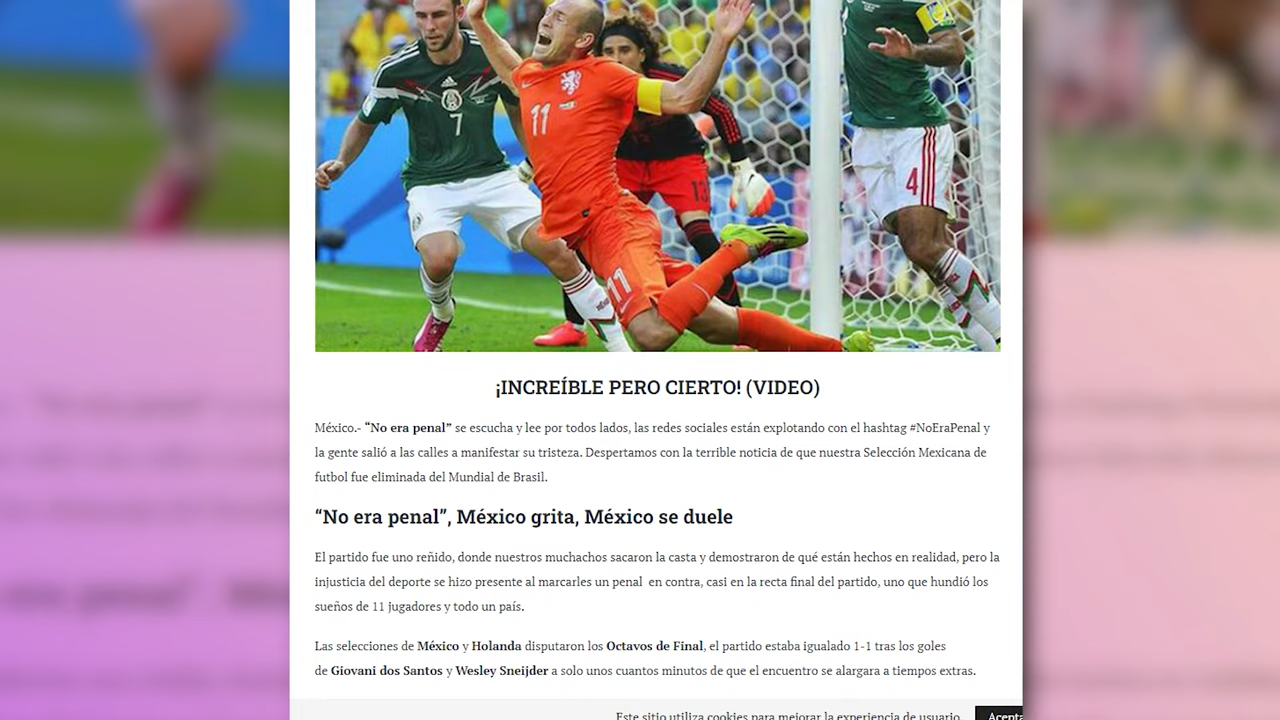 7
11
13
4
11
¡INCREÍBLE PERO CIERTO! (VIDEO)
México.- “No era penal” se escucha y lee por todos lados, las redes sociales están explotando con el hashtag #NoEraPenal y
la gente salió a las calles a manifestar su tristeza. Despertamos con la terrible noticia de que nuestra Selección Mexicana de
futbol fue eliminada del Mundial de Brasil.
“No era penal”, México grita, México se duele
El partido fue uno reñido, donde nuestros muchachos sacaron la casta y demostraron de qué están hechos en realidad, pero la
injusticia del deporte se hizo presente al marcarles un penal en contra, casi en la recta final del partido, uno que hundió los
sueños de 11 jugadores y todo un país.
Las selecciones de México y Holanda disputaron los Octavos de Final, el partido estaba igualado 1-1 tras los goles
de Giovani dos Santos y Wesley Sneijder a solo unos cuantos minutos de que el encuentro se alargara a tiempos extras.
Este sitio utiliza cookies para mejorar la experiencia de usuario. Acepta